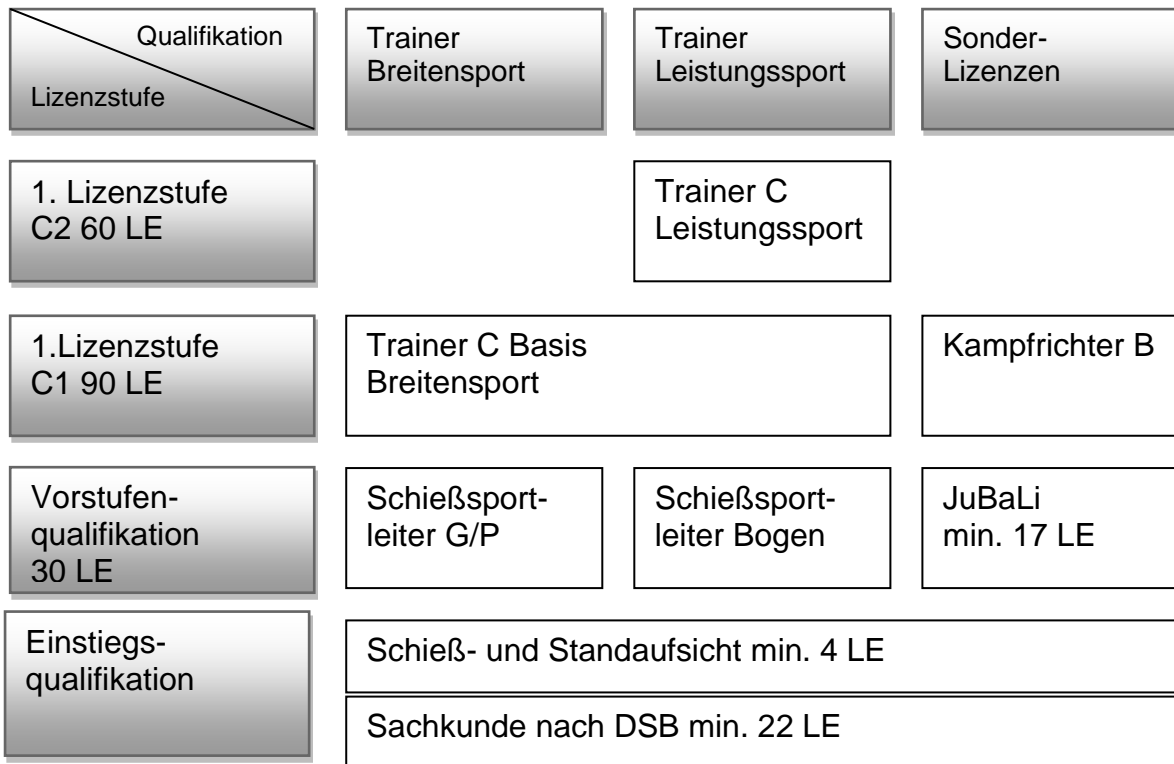 Qualifikation
Lizenzstufe
Trainer
Breitensport
Trainer
Leistungssport
Sonder-
Lizenzen
1. Lizenzstufe
C2 60 LE
Trainer C
Leistungssport
1.Lizenzstufe
C1 90 LE
Trainer C Basis
Breitensport
Kampfrichter B
Vorstufen-
qualifikation
30 LE
Schießsport-
leiter G/P
Schießsport-
leiter Bogen
JuBaLi
min. 17 LE
Einstiegs-
qualifikation
Schieß- und Standaufsicht min. 4 LE
Sachkunde nach DSB min. 22 LE